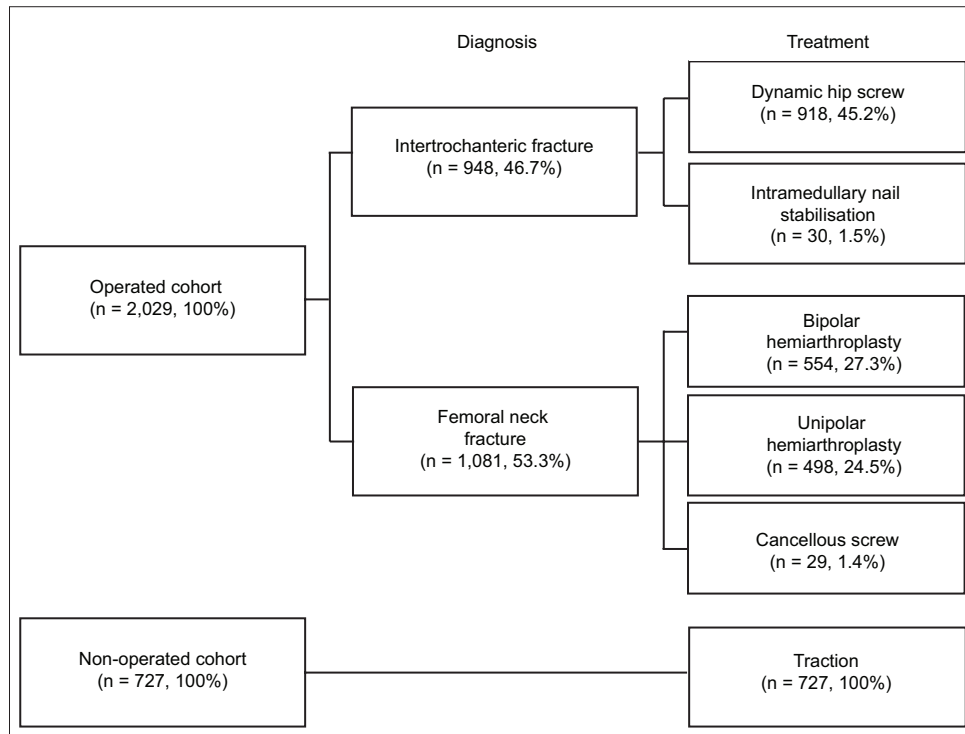 Diagnosis
Treatment
Dynamic hip screw
(n = 918, 45.2%)
Intertrochanteric fracture
(n = 948, 46.7%)
Intramedullary nail
stabilisation
(n = 30, 1.5%)
Operated cohort
(n = 2,029, 100%)
Bipolar
hemiarthroplasty
(n = 554, 27.3%)
Femoral neck
fracture
(n = 1,081, 53.3%)
Unipolar
hemiarthroplasty
(n = 498, 24.5%)
Cancellous screw
(n = 29, 1.4%)
Non-operated cohort
(n = 727, 100%)
Traction
(n = 727, 100%)